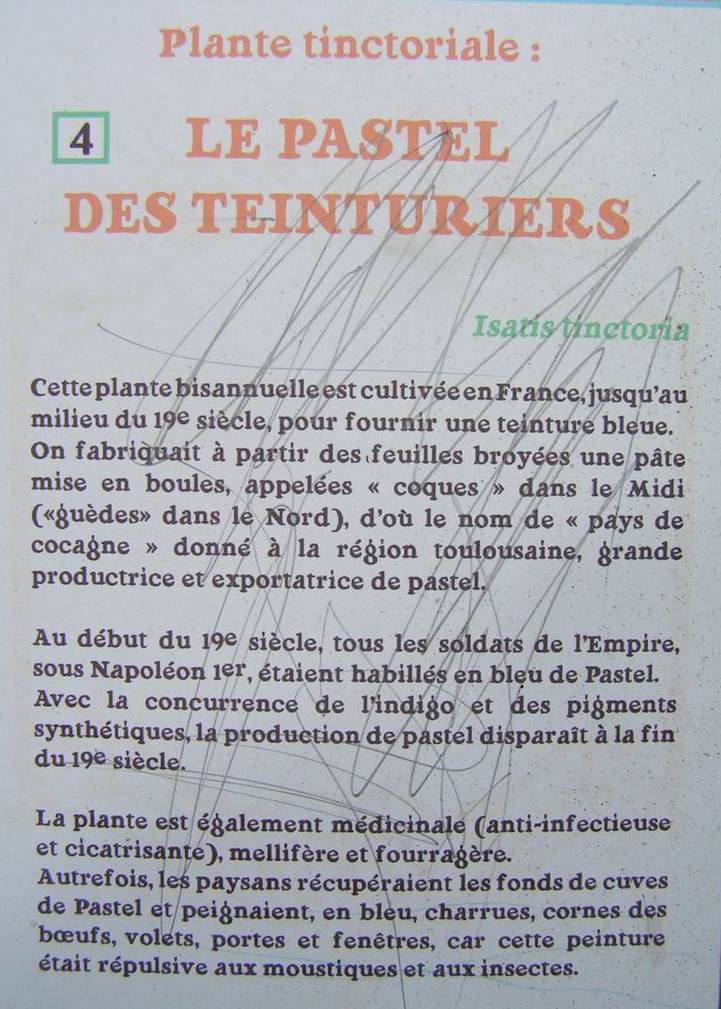 Plante tinctoriale :
4 LE PASTEL
DES TEINTURIERS
Isatis tinctoria
Cette plante bisannuelle est cultivée en France, jusqu'au
milieu du 19e siècle, pour fournir une teinture bleue.
On fabriquait à partir des feuilles broyées une pâte
mise en boules, appelées « coques » dans le Midi
(«guèdes» dans le Nord), d'où le nom de « pays de
cocagne » donné à la région toulousaine, grande
productrice et exportatrice de pastel.
Au début du 19e siècle, tous les soldats de l'Empire,
sous Napoléon 1er, étaient habillés en bleu de Pastel.
Avec la concurrence de l'indigo et des pigments
synthétiques, la production de pastel disparaît à la fin
du 19e siècle.
La plante est également médicinale (anti-infectieuse
et cicatrisante), mellifère et fourragère.
Autrefois, les paysans récupéraient les fonds de cuves
de Pastel et peignaient, en bleu, charrues, cornes des
bœufs, volets, portes et fenêtres, car cette peinture
était répulsive aux moustiques et aux insectes.